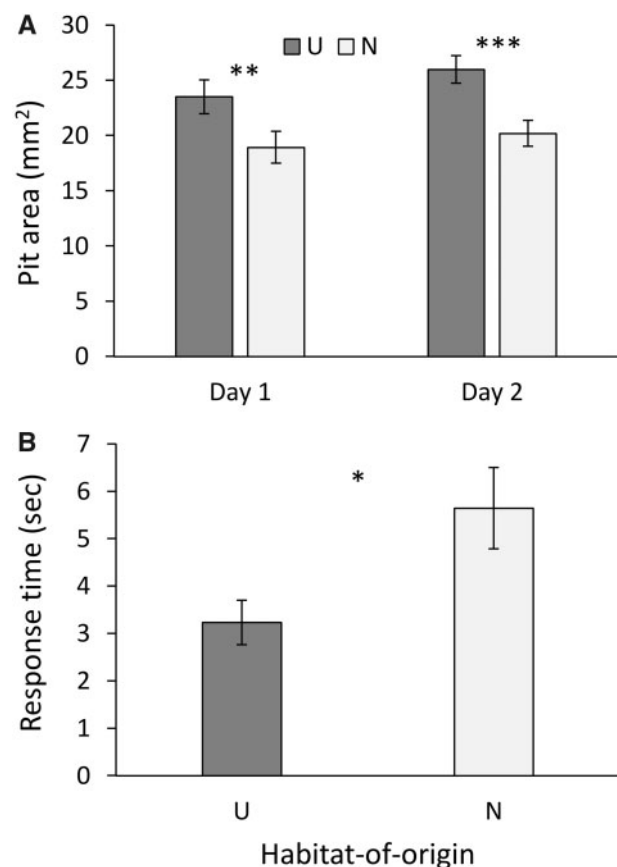 A
30
25
20
15
10
5
0
Pit area (mm²)
U N
**
***
Day 1 Day 2
B
7
6
5
4
3
2
1
0
Response time (sec)
*
U N
Habitat-of-origin